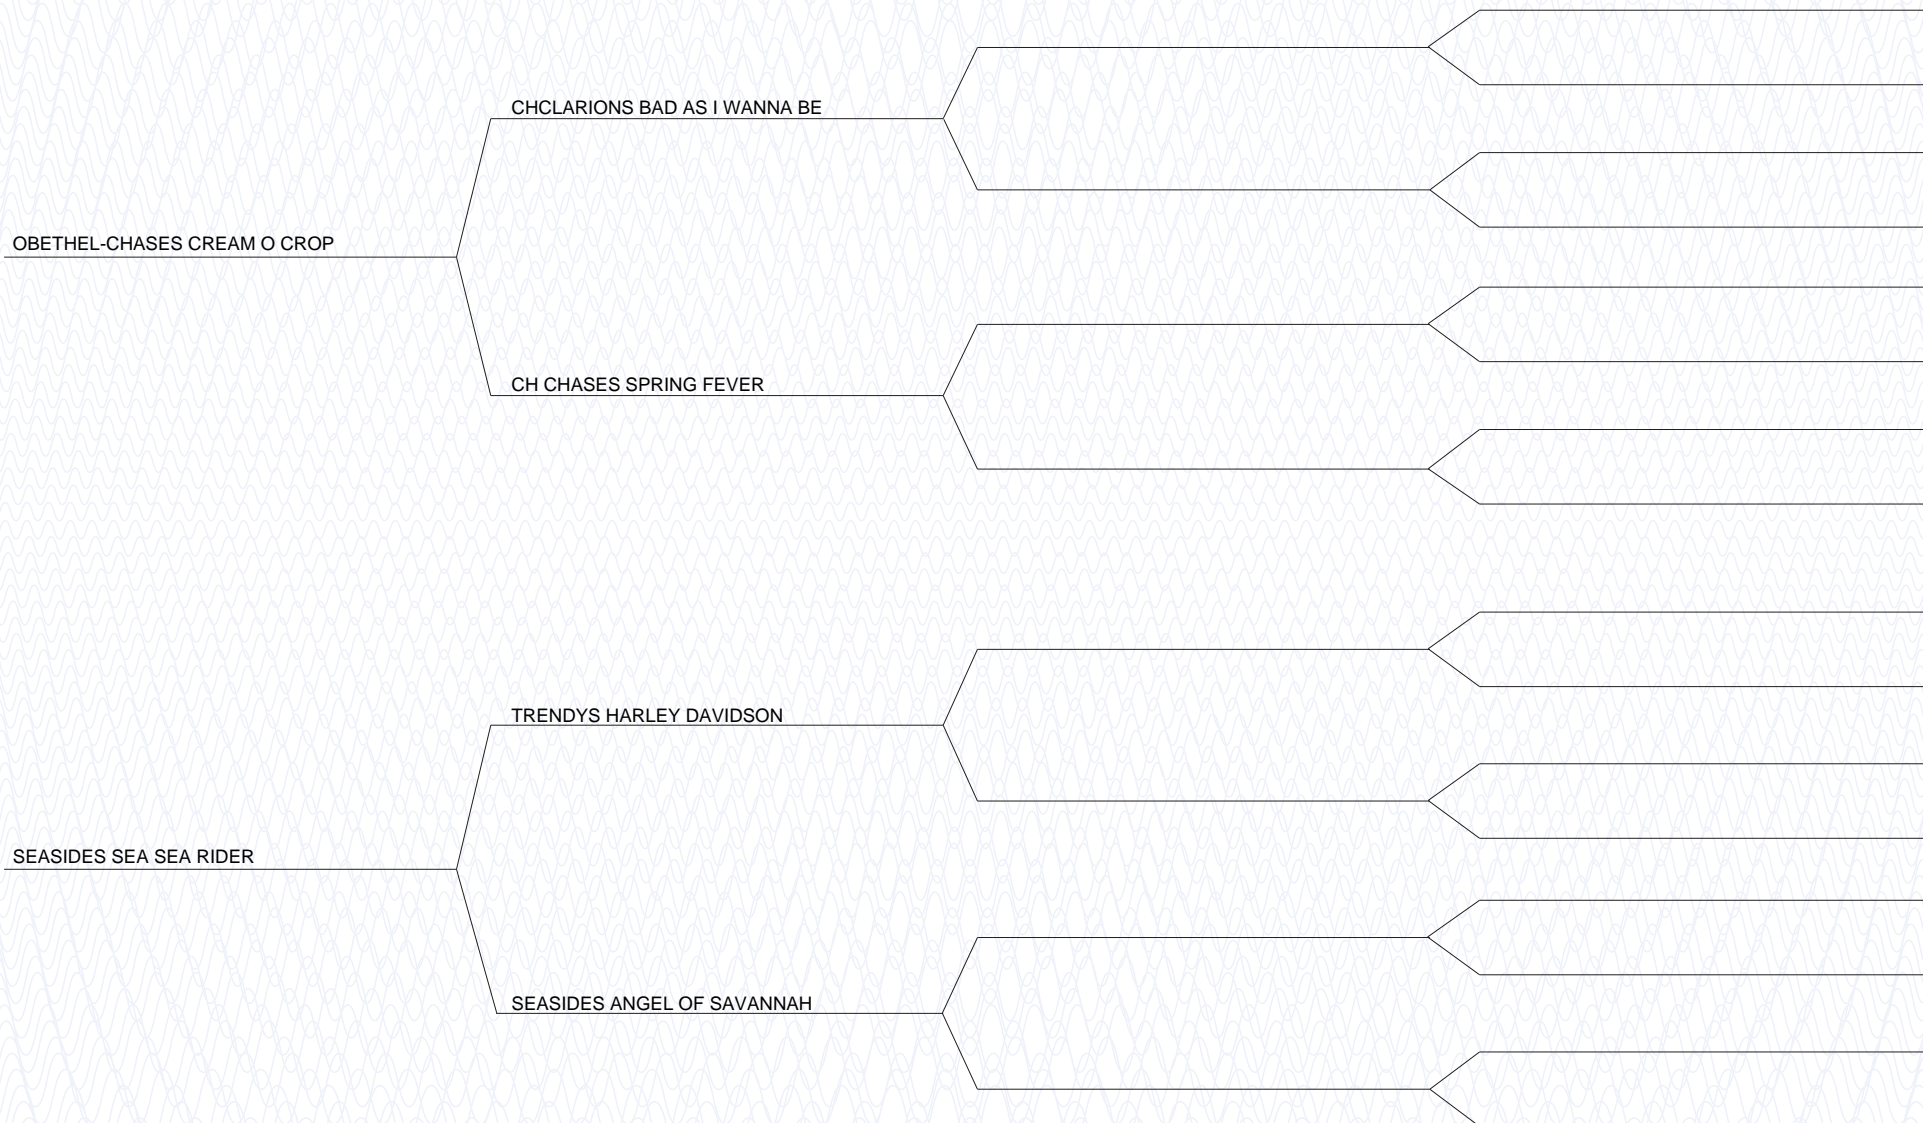 CHCLARIONS BAD AS I WANNA BE
OBETHEL-CHASES CREAM O CROP
CH CHASES SPRING FEVER
TRENDYS HARLEY DAVIDSON
SEASIDES SEA SEA RIDER
SEASIDES ANGEL OF SAVANNAH